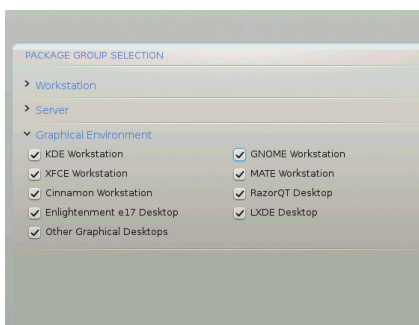 PACKAGE GROUP SELECTION
Workstation
Server
Graphical Environment
KDE Workstation
GNOME Workstation
XFCE Workstation
MATE Workstation
Cinnamon Workstation
RazorQT Desktop
Enlightenment e17 Desktop
LXDE Desktop
Other Graphical Desktops